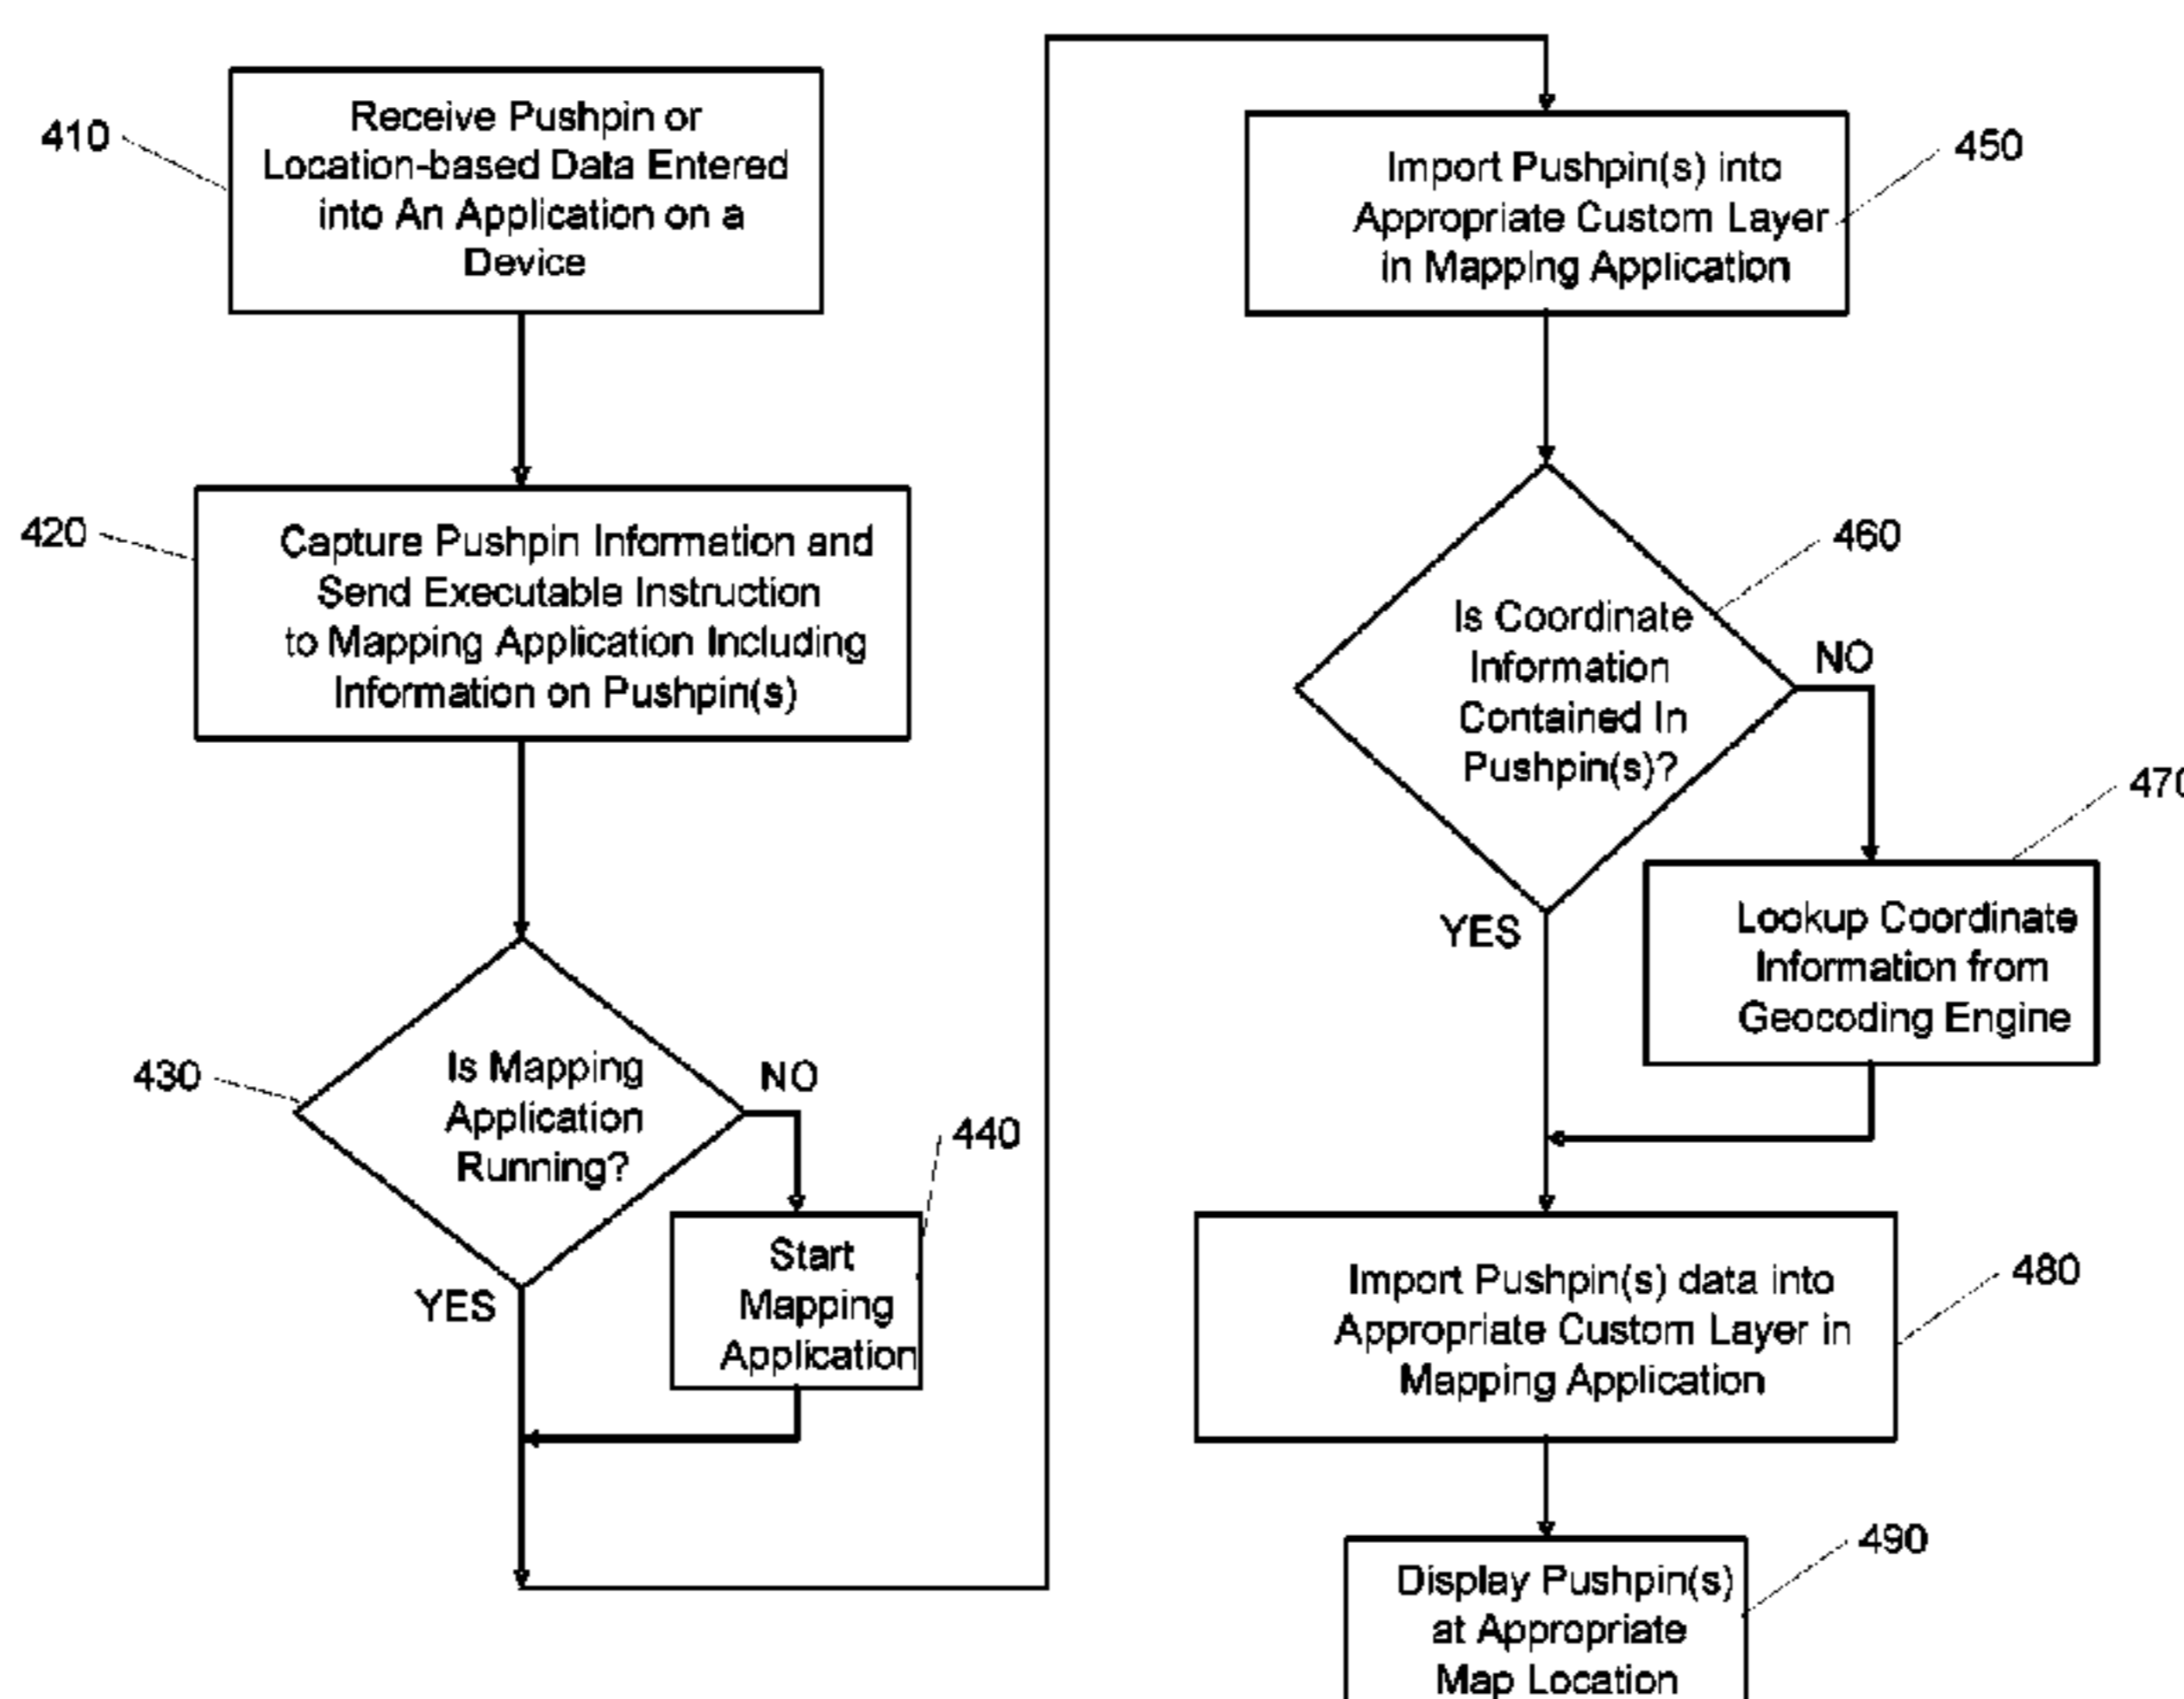 410
Receive Pushpin or
Location-based Data Entered
into An Application on a
Device
420
Capture Pushpin Information and
Send Executable Instruction
to Mapping Application Including
Information on Pushpin(s)
430
Is Mapping
Application
Running?
NO
YES
440
Start
Mapping
Application
450
Import Pushpin(s) into
Appropriate Custom Layer
in Mapping Application
460
Is Coordinate
Information
Contained In
Pushpin(s)?
NO
YES
470
Lookup Coordinate
Information from
Geocoding Engine
480
Import Pushpin(s) data into
Appropriate Custom Layer in
Mapping Application
490
Display Pushpin(s)
at Appropriate
Map Location